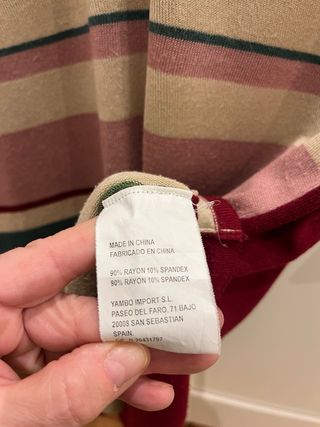 MADE IN CHINA
FABRICADO EN CHINA
90% RAYON 10% SPANDEX
90% RAYON 10% SPANDEX
YAMBO IMPORT S.L.
PASEO DEL FARO, 71 BAJO
20008 SAN SEBASTIAN
SPAIN.